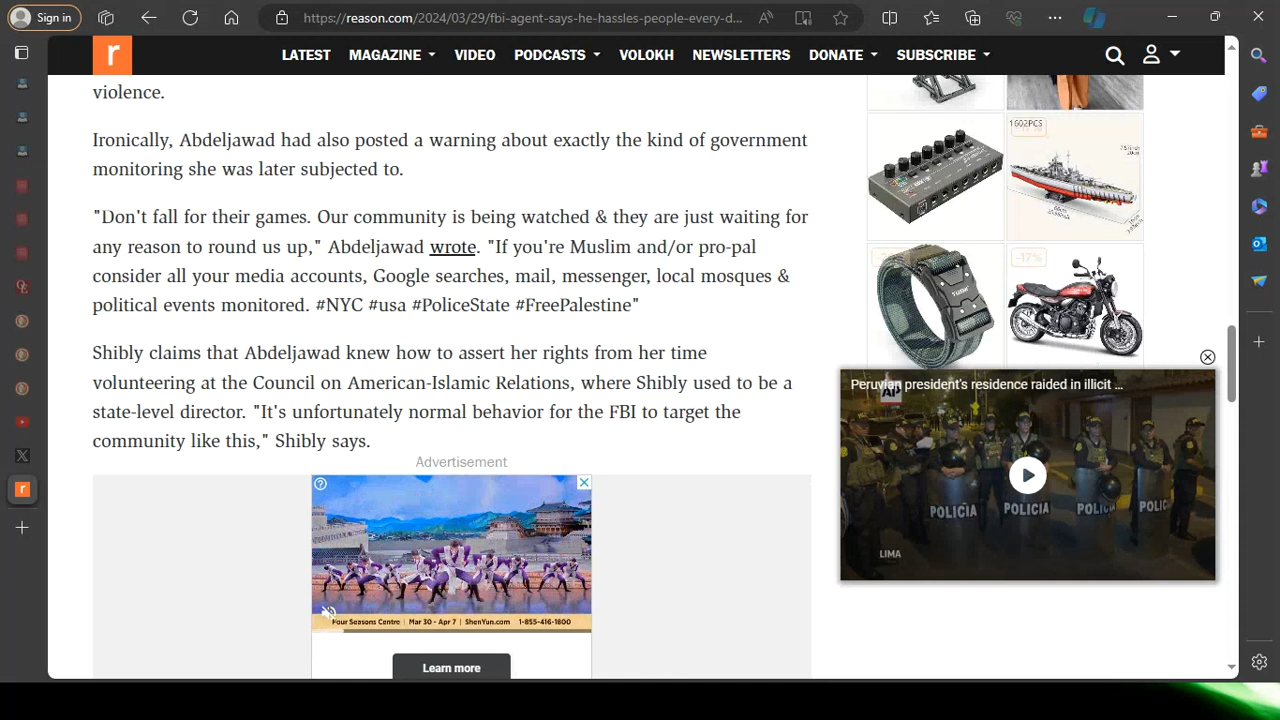 Sign in
https://reason.com/2024/03/29/fbi-agent-says-he-hassles-people-every-d...
r
LATEST MAGAZINE VIDEO PODCASTS VOLOKH NEWSLETTERS DONATE SUBSCRIBE
violence.
Ironically, Abdeljawad had also posted a warning about exactly the kind of government
monitoring she was later subjected to.
"Don't fall for their games. Our community is being watched & they are just waiting for
any reason to round us up," Abdeljawad wrote. "If you're Muslim and/or pro-pal
consider all your media accounts, Google searches, mail, messenger, local mosques &
political events monitored. #NYC #usa #PoliceState #FreePalestine"
Shibly claims that Abdeljawad knew how to assert her rights from her time
volunteering at the Council on American-Islamic Relations, where Shibly used to be a
state-level director. "It's unfortunately normal behavior for the FBI to target the
community like this," Shibly says.
Advertisement
Four Seasons Centre | Mar 30 - Apr 7 | ShenYun.com 1-855-416-1800
Learn more
1602PCS
-17%
Peruvian president's residence raided in illicit ...
AP
POLICIA POLICIA POLICIA POLIC
LIMA
r